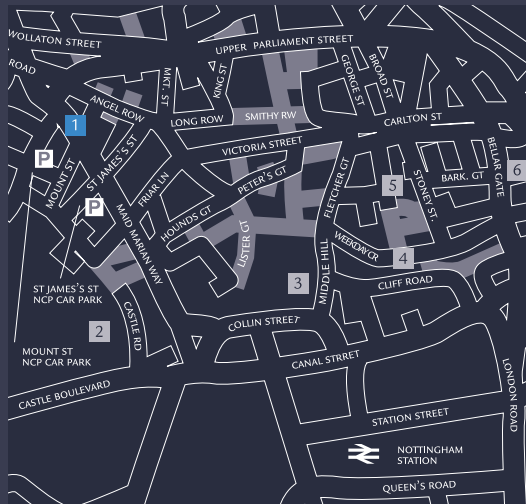 WOLLATON STREET
UPPER PARLIAMENT STREET
ROAD
MKT. ST
KING ST
GEORGE ST
BROAD ST
ANGEL ROW
LONG ROW
SMITHY RW
CARLTON ST
1
VICTORIA STREET
P
MOUNT ST
ST JAMES'S ST
FRIAR LN
PETER'S GT
FLETCHER GT
STONEY ST.
BARK. GT
BELLAR GATE
6
5
P
MAID MARIAN WAY
HOUNDS GT
LISTER GT
WEEKDAY CR
4
MIDDLE HILL
3
CLIFF ROAD
ST JAMES'S ST
NCP CAR PARK
2
CASTLE RD
COLLIN STREET
MOUNT ST
NCP CAR PARK
CANAL STREET
LONDON ROAD
CASTLE BOULEVARD
STATION STREET
NOTTINGHAM
STATION
QUEEN'S ROAD